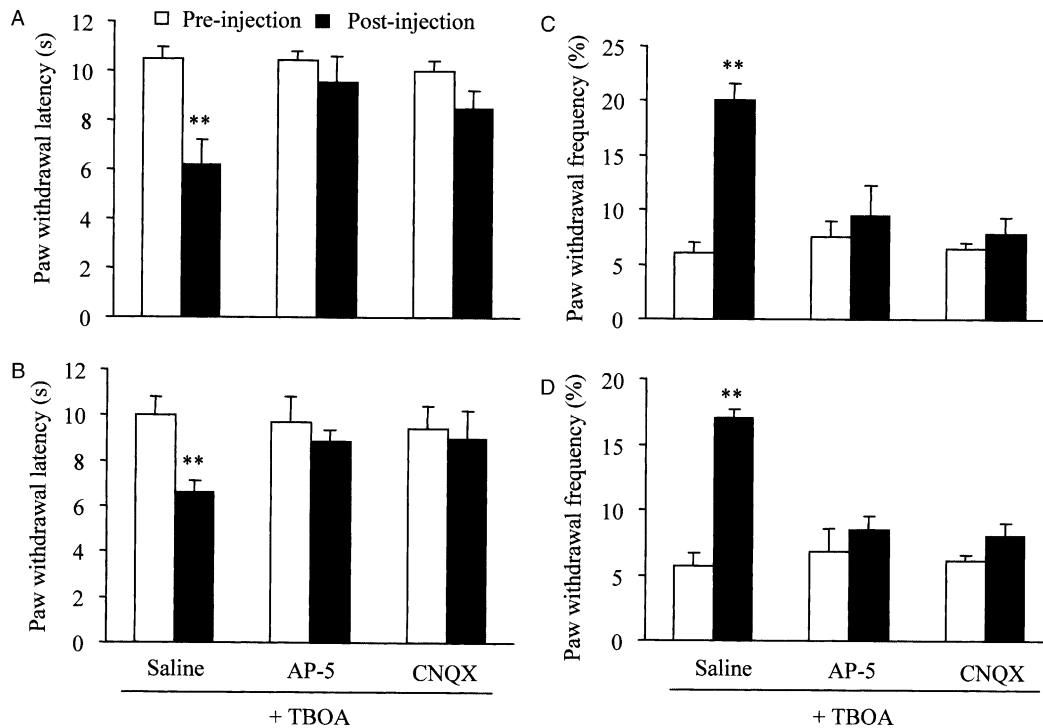 A
Pre-injection Post-injection
Paw withdrawal latency (s)
12
10
8
6
4
2
0
**
B
Paw withdrawal latency (s)
12
10
8
6
4
2
0
**
Saline AP-5 CNQX
+ TBOA
C
Paw withdrawal frequency (%)
25
20
15
10
5
0
**
D
Paw withdrawal frequency (%)
20
15
10
5
0
**
Saline AP-5 CNQX
+ TBOA